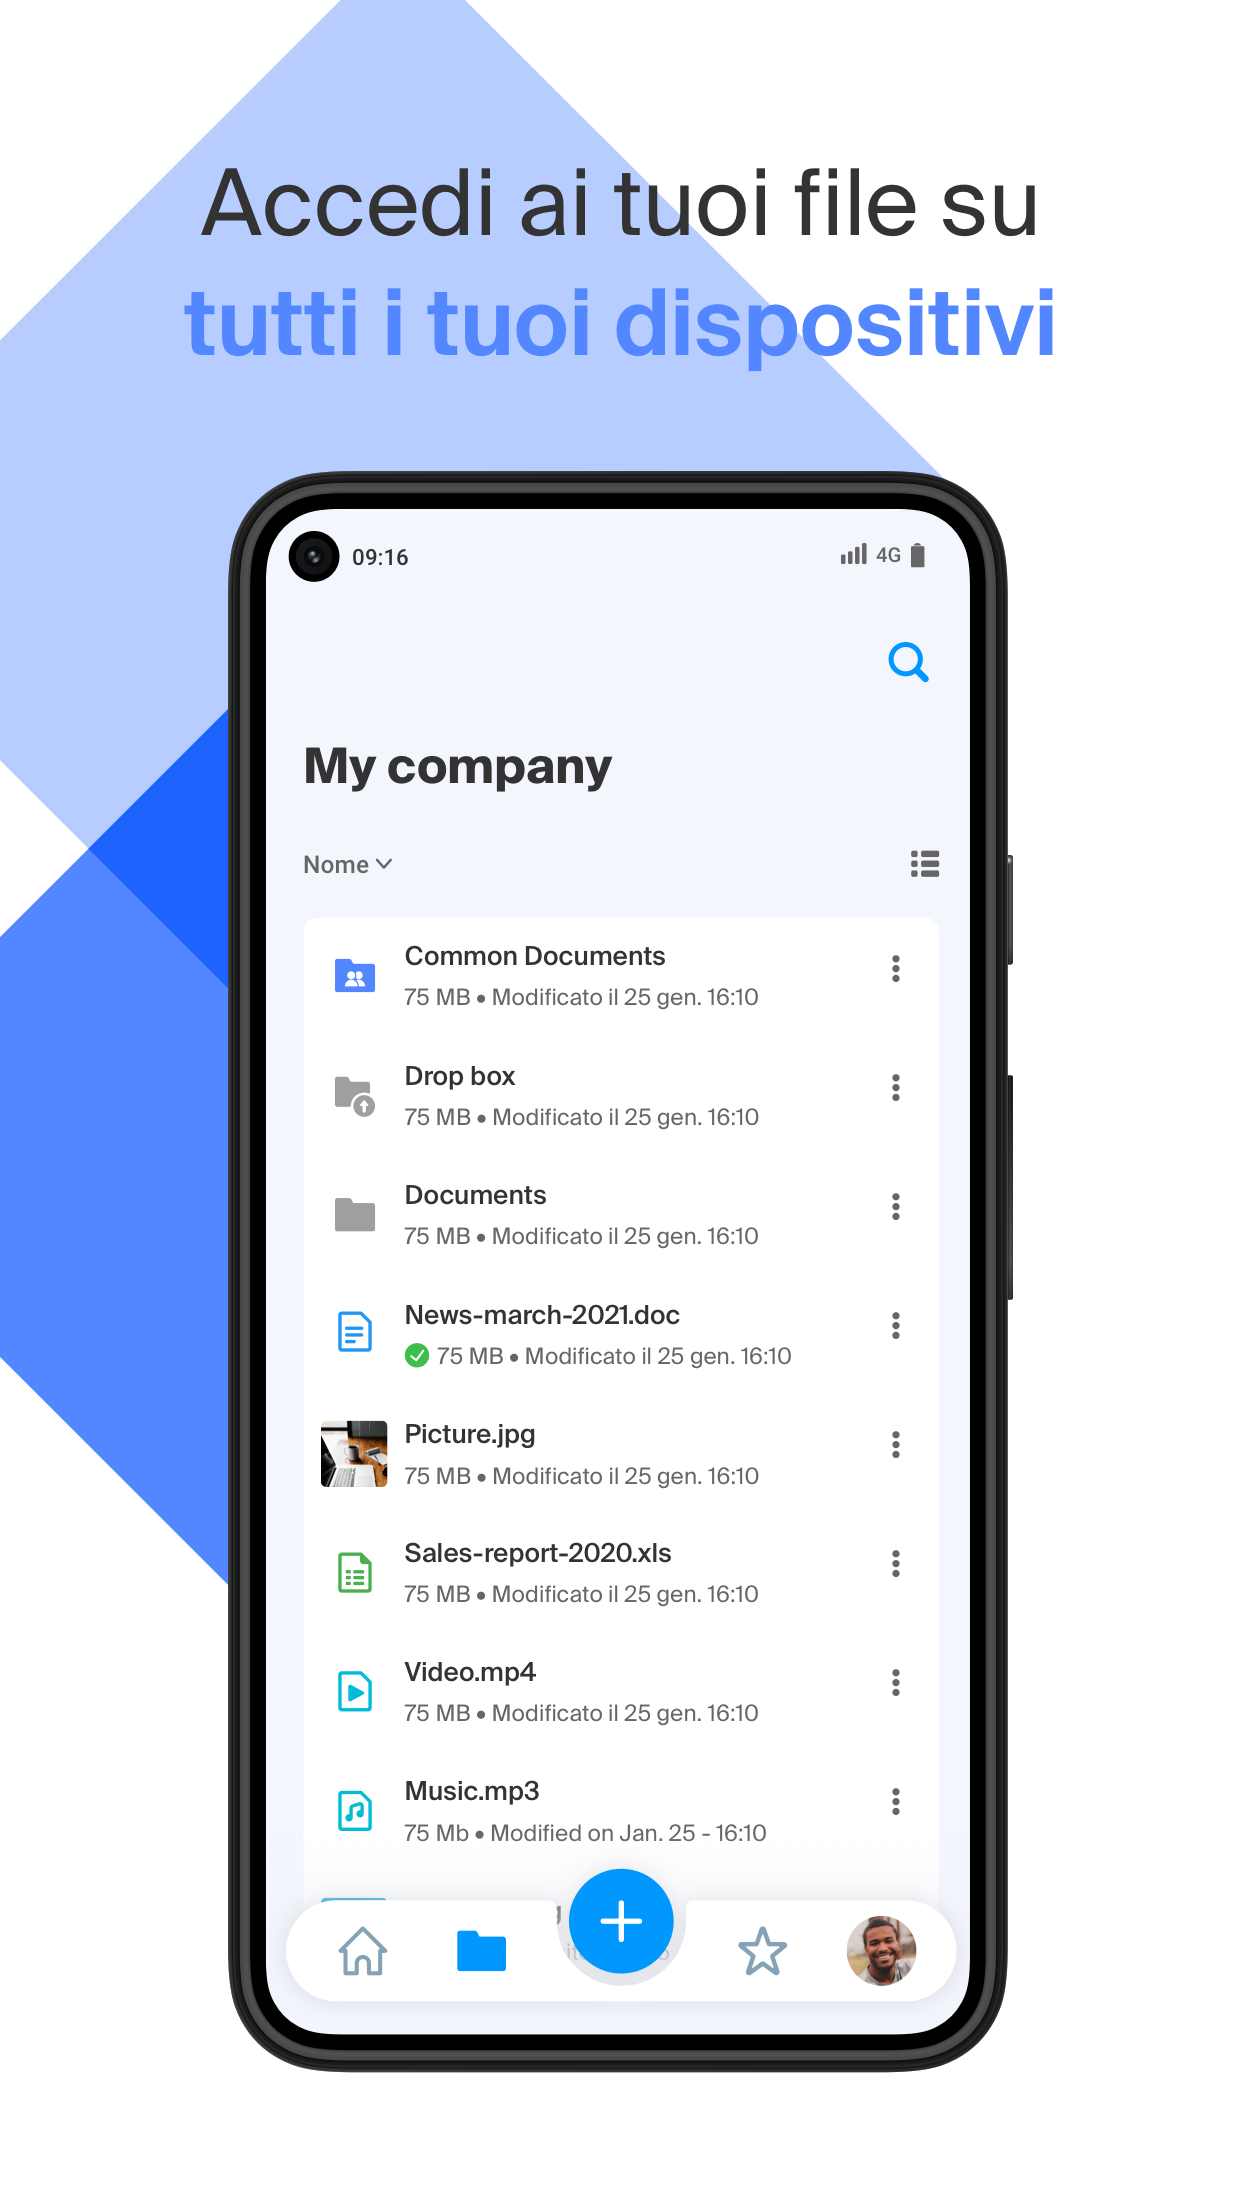 Accedi ai tuoi file su
tutti i tuoi dispositivi
09:16
4G
My company
Nome
Common Documents
75 MB • Modificato il 25 gen. 16:10
Drop box
75 MB • Modificato il 25 gen. 16:10
Documents
75 MB • Modificato il 25 gen. 16:10
News-march-2021.doc
75 MB • Modificato il 25 gen. 16:10
Picture.jpg
75 MB • Modificato il 25 gen. 16:10
Sales-report-2020.xls
75 MB • Modificato il 25 gen. 16:10
Video.mp4
75 MB • Modificato il 25 gen. 16:10
Music.mp3
75 Mb • Modified on Jan. 25 - 16:10